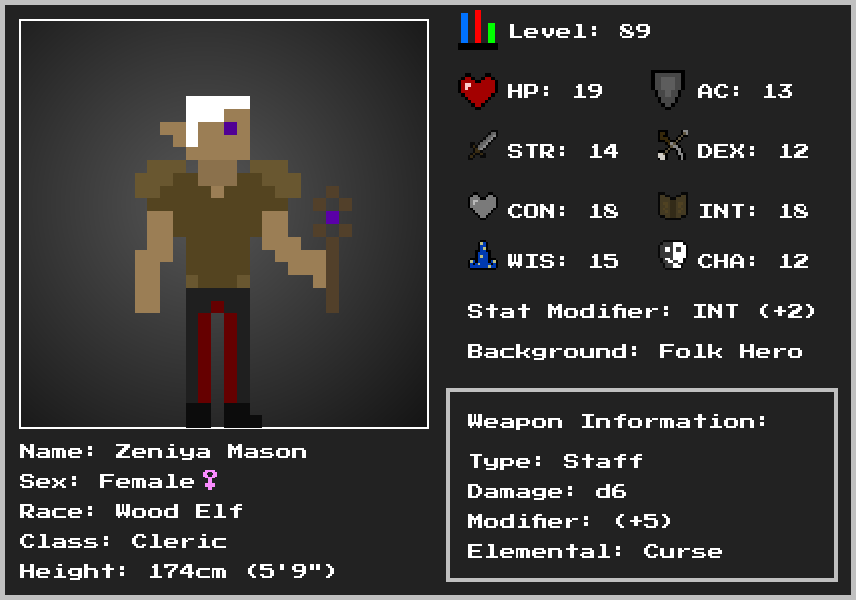 Level: 89
HP: 19 AC: 13
STR: 14 DEX: 12
CON: 18 INT: 18
WIS: 15 CHA: 12
Stat Modifier: INT (+2)
Background: Folk Hero
Weapon Information:
Type: Staff
Damage: d6
Modifier: (+5)
Elemental: Curse
Name: Zeniya Mason
Sex: Female♀
Race: Wood Elf
Class: Cleric
Height: 174cm (5'9")